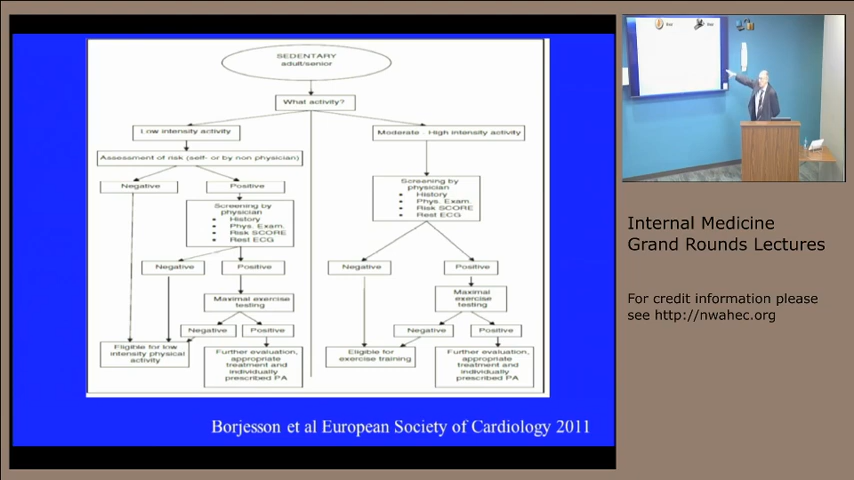 SEDENTARY
adult/senior
What activity?
Low intensity activity
Moderate - High intensity activity
Assessment of risk (self- or by non physician)
Negative
Positive
Screening by
physician
• History
• Phys. Exam.
• Risk SCORE
• Rest ECG
Screening by
physician
• History
• Phys. Exam.
• Risk SCORE
• Rest ECG
Negative
Positive
Negative
Positive
Maximal exercise
testing
Maximal
exercise
testing
Negative
Positive
Negative
Positive
Eligible for low
intensity physical
activity
Further evaluation,
appropriate
treatment and
individually
prescribed PA
Eligible for
exercise training
Further evaluation,
appropriate
treatment and
individually
prescribed PA
Borjesson et al European Society of Cardiology 2011
Internal Medicine
Grand Rounds Lectures
For credit information please
see http://nwahec.org